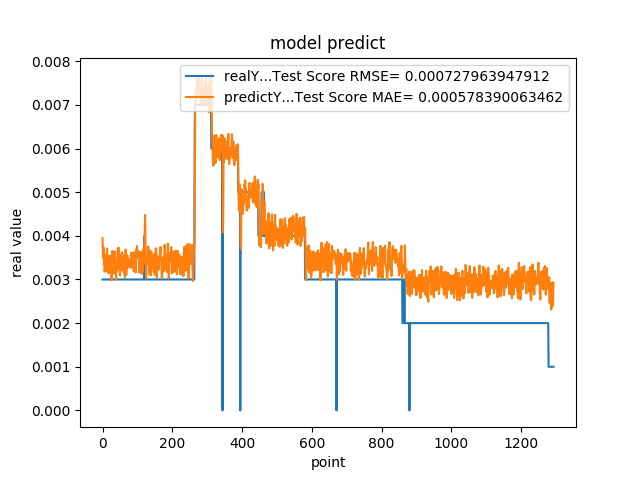 model predict
realY...Test Score RMSE= 0.000727963947912
predictY...Test Score MAE= 0.000578390063462
0.008
0.007
0.006
0.005
0.004
0.003
0.002
0.001
0.000
real value
0 200 400 600 800 1000 1200
point